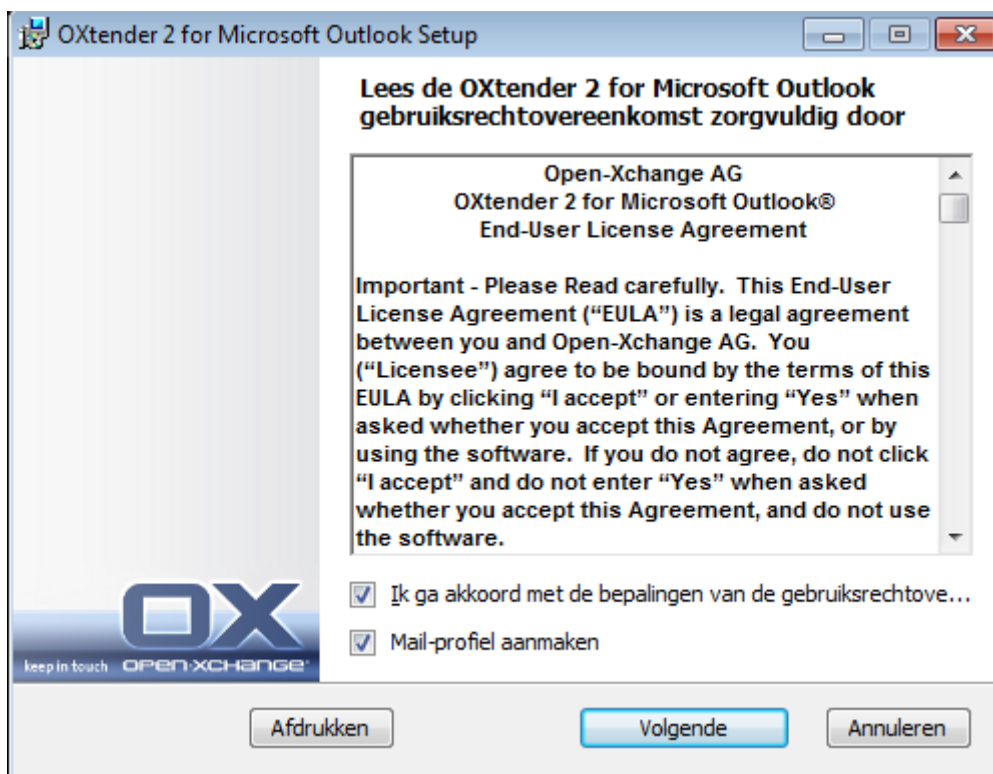 OXtender 2 for Microsoft Outlook Setup
Lees de OXtender 2 for Microsoft Outlook
gebruiksrechtovereenkomst zorgvuldig door
Open-Xchange AG
OXtender 2 for Microsoft Outlook®
End-User License Agreement
Important - Please Read carefully.  This End-User
License Agreement (“EULA”) is a legal agreement
between you and Open-Xchange AG.  You
(“Licensee”) agree to be bound by the terms of this
EULA by clicking “I accept” or entering “Yes” when
asked whether you accept this Agreement, or by
using the software.  If you do not agree, do not click
“I accept” and do not enter “Yes” when asked
whether you accept this Agreement, and do not use
the software.
Ik ga akkoord met de bepalingen van de gebruiksrechtove...
Mail-profiel aanmaken
OX
keep in touch OPEN-XCHANGE®
Afdrukken Volgende Annuleren